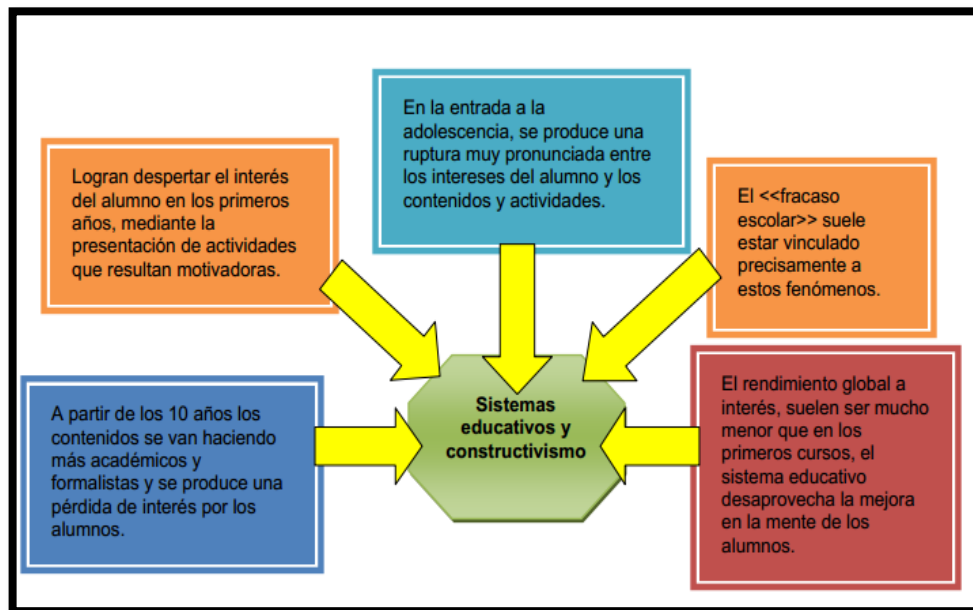 En la entrada a la
adolescencia, se produce una
ruptura muy pronunciada entre
los intereses del alumno y los
contenidos y actividades.
Logran despertar el interés
del alumno en los primeros
años, mediante la
presentación de actividades
que resultan motivadoras.
El <<fracaso
escolar>> suele
estar vinculado
precisamente a
estos fenómenos.
A partir de los 10 años los
contenidos se van haciendo
más académicos y
formalistas y se produce una
pérdida de interés por los
alumnos.
Sistemas
educativos y
constructivismo
El rendimiento global a
interés, suelen ser mucho
menor que en los
primeros cursos, el
sistema educativo
desaprovecha la mejora
en la mente de los
alumnos.